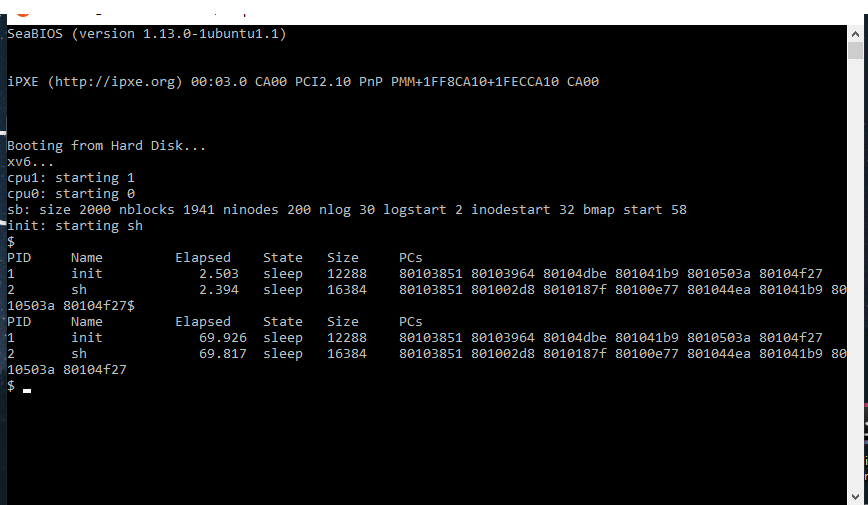 SeaBIOS (version 1.13.0-1ubuntu1.1)
iPXE (http://ipxe.org) 00:03.0 CA00 PCI2.10 PnP PMM+1FF8CA10+1FECCA10 CA00
Booting from Hard Disk...
xv6...
cpu1: starting 1
cpu0: starting 0
sb: size 2000 nblocks 1941 ninodes 200 nlog 30 logstart 2 inodestart 32 bmap start 58
init: starting sh
$
PID Name Elapsed State Size PCs
1 init 2.503 sleep 12288 80103851 80103964 80104dbe 801041b9 8010503a 80104f27
2 sh 2.394 sleep 16384 80103851 801002d8 8010187f 80100e77 801044ea 801041b9 80
10503a 80104f27$
PID Name Elapsed State Size PCs
1 init 69.926 sleep 12288 80103851 80103964 80104dbe 801041b9 8010503a 80104f27
2 sh 69.817 sleep 16384 80103851 801002d8 8010187f 80100e77 801044ea 801041b9 80
10503a 80104f27
$